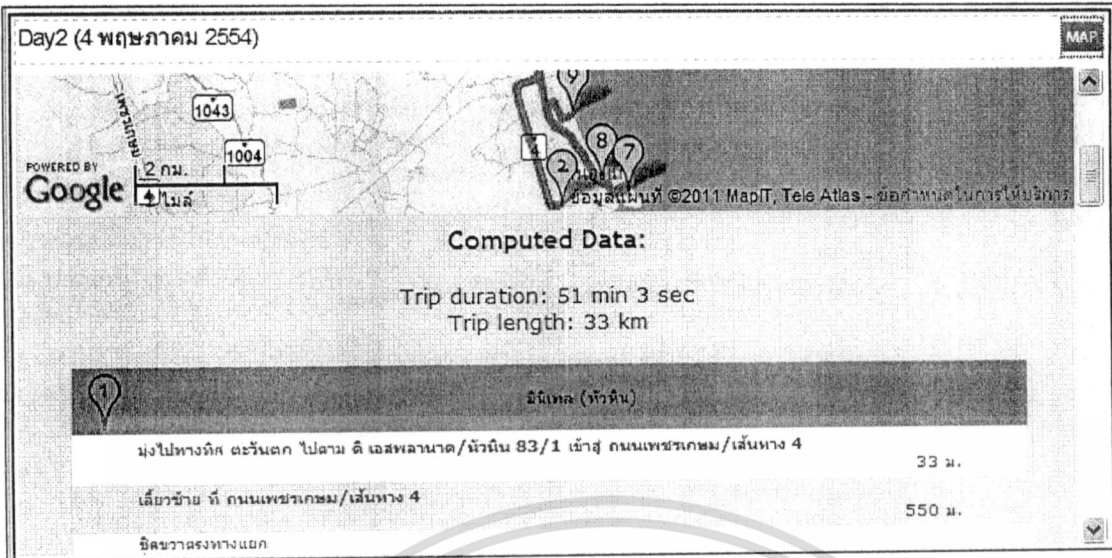 Day2 (4 พฤษภาคม 2554)
MAP
เพชรเกษม
1043
1004
4
9
8
7
2
POWERED BY
Google
2 กม.
ไมล์
ข้อมูลแผนที่ ©2011 MapIT, Tele Atlas - ข้อกำหนดในการให้บริการ
Computed Data:
Trip duration: 51 min 3 sec
Trip length: 33 km
1
มินิเทล (หัวหิน)
มุ่งไปทางทิศ ตะวันตก ไปตาม ดิ เอสพลานาด/หัวหิน 83/1 เข้าสู่ ถนนเพชรเกษม/เส้นทาง 4
33 ม.
เลี้ยวซ้าย ที่ ถนนเพชรเกษม/เส้นทาง 4
550 ม.
ชิดขวาตรงทางแยก